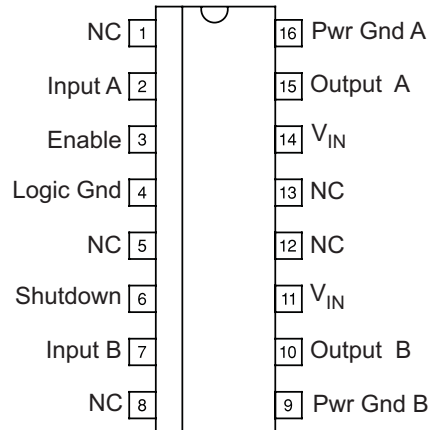 NC 1 16 Pwr Gnd A
Input A 2 15 Output A
Enable 3 14 VIN
Logic Gnd 4 13 NC
NC 5 12 NC
Shutdown 6 11 VIN
Input B 7 10 Output B
NC 8 9 Pwr Gnd B